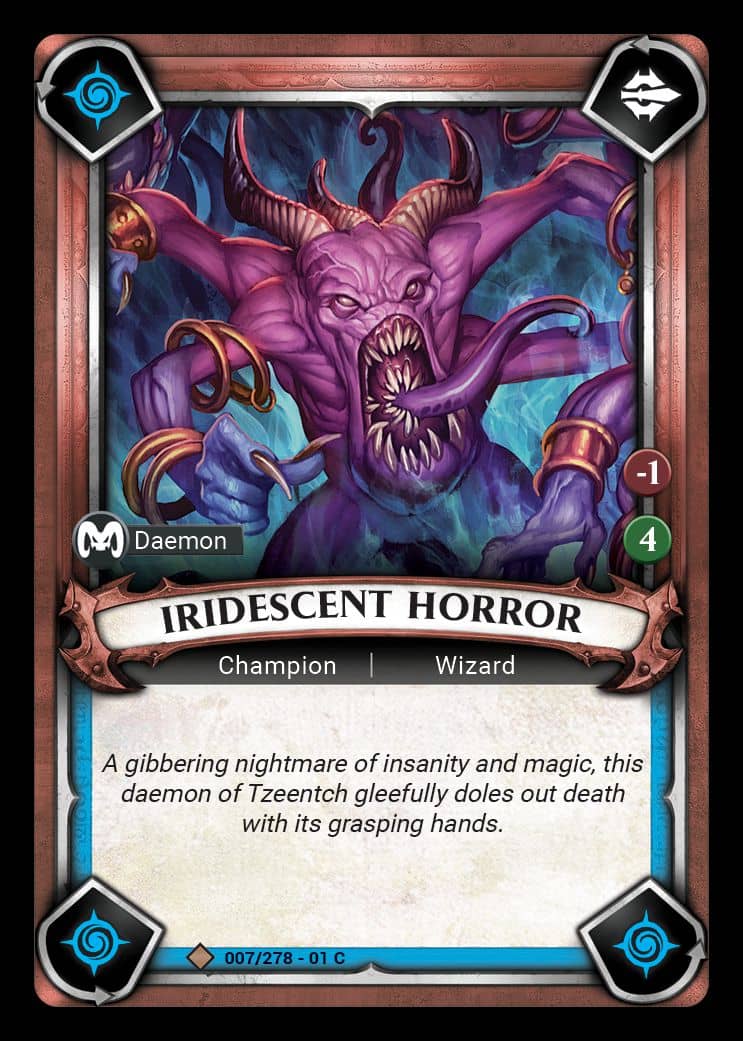 -1
Daemon
4
IRIDESCENT HORROR
Champion | Wizard
A gibbering nightmare of insanity and magic, this
daemon of Tzeentch gleefully doles out death
with its grasping hands.
007/278 - 01 C